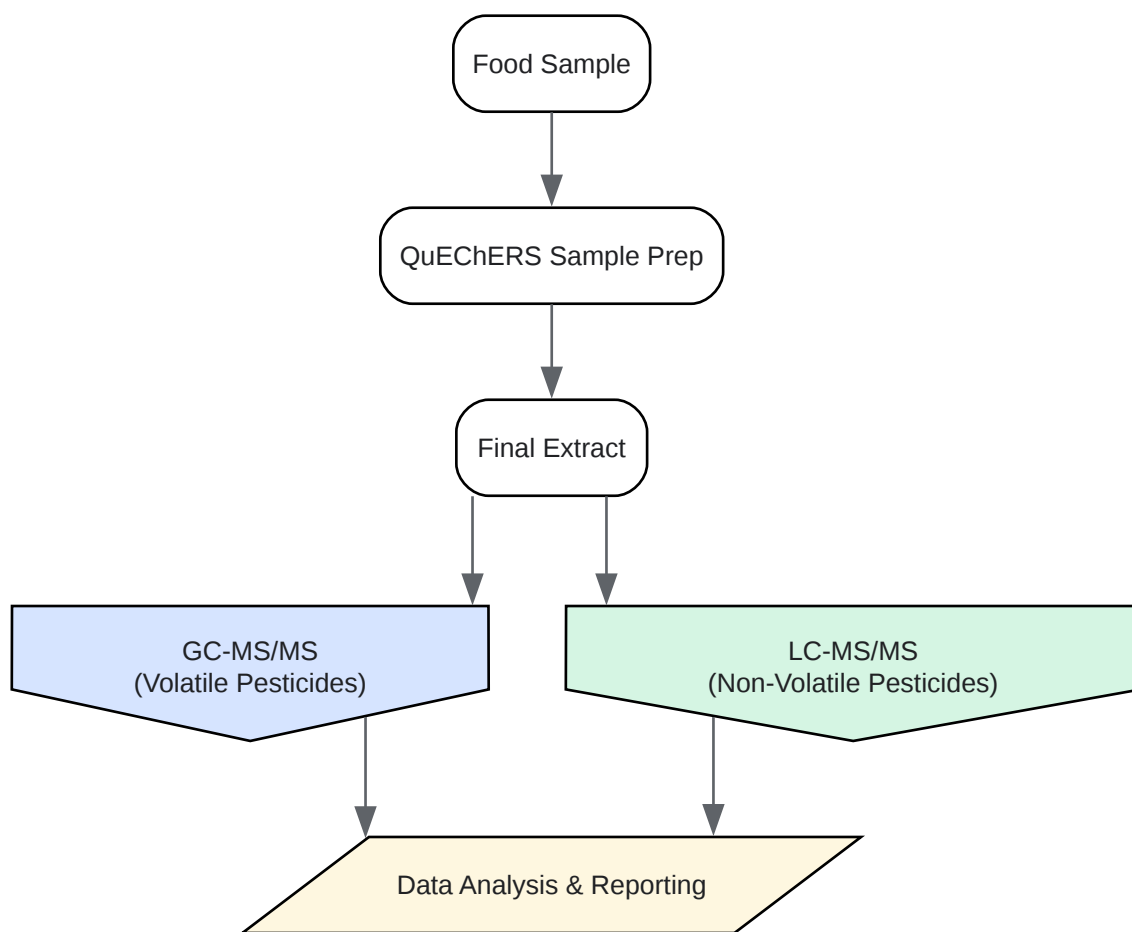 Food Sample
QuEChERS Sample Prep
Final Extract
GC-MS/MS
(Volatile Pesticides)
LC-MS/MS
(Non-Volatile Pesticides)
Data Analysis & Reporting